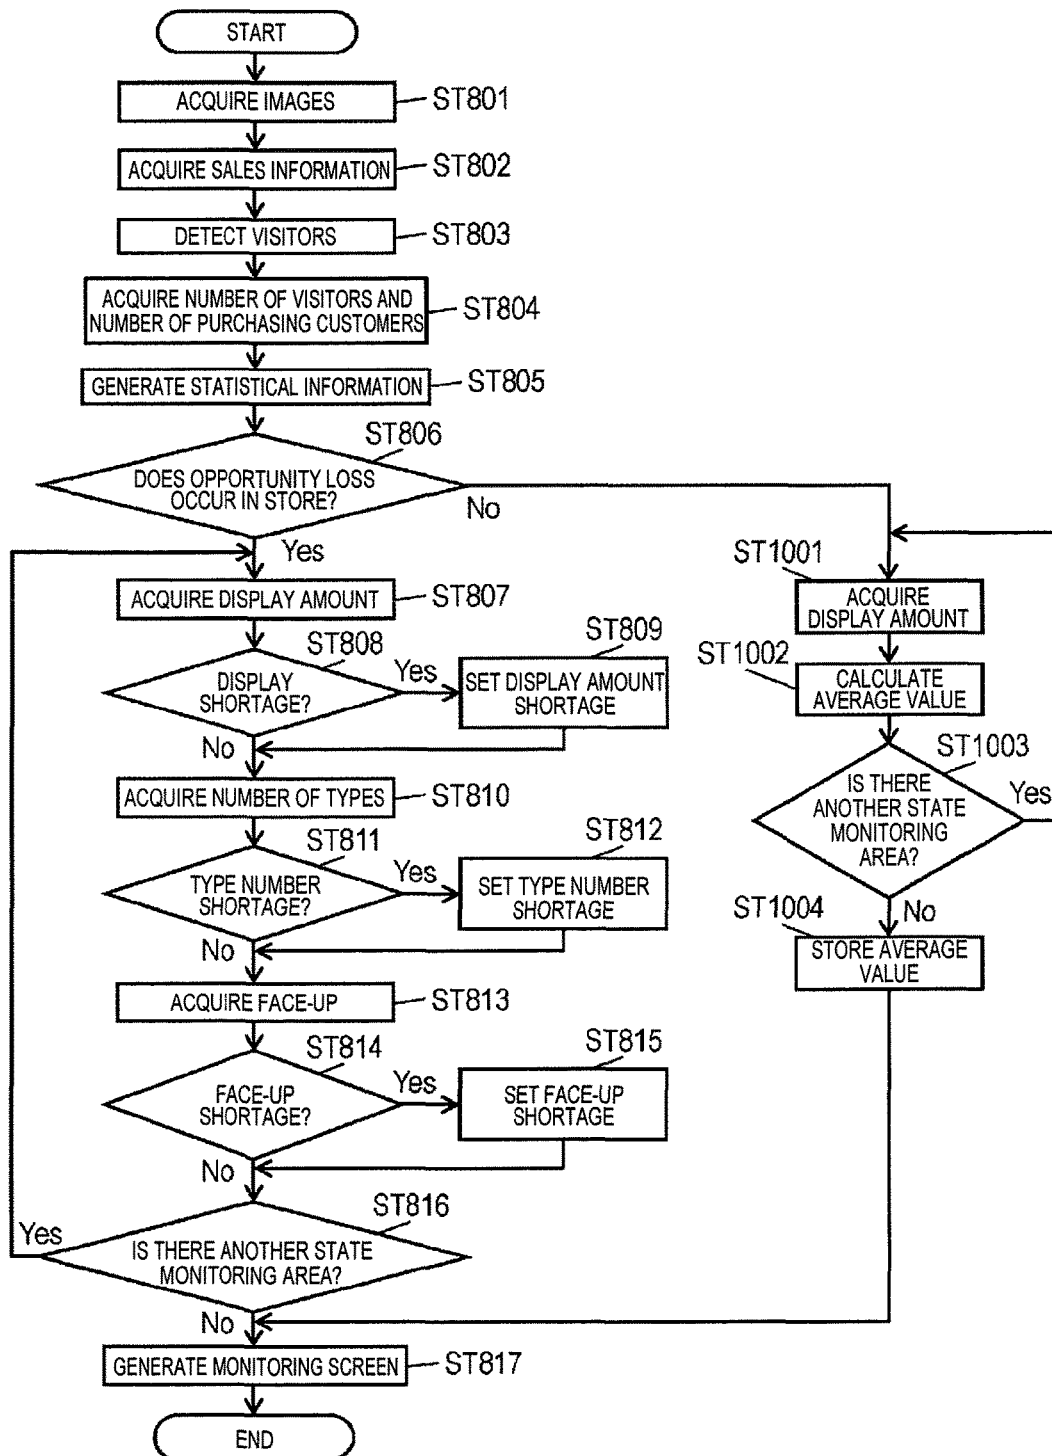 START
ACQUIRE IMAGES
ST801
ACQUIRE SALES INFORMATION
ST802
DETECT VISITORS
ST803
ACQUIRE NUMBER OF VISITORS AND
NUMBER OF PURCHASING CUSTOMERS
ST804
GENERATE STATISTICAL INFORMATION
ST805
ST806
DOES OPPORTUNITY LOSS
OCCUR IN STORE?
No
Yes
ACQUIRE DISPLAY AMOUNT
ST807
ST808
DISPLAY
SHORTAGE?
Yes
No
ST809
SET DISPLAY AMOUNT
SHORTAGE
ACQUIRE NUMBER OF TYPES
ST810
ST811
TYPE NUMBER
SHORTAGE?
Yes
No
ST812
SET TYPE NUMBER
SHORTAGE
ACQUIRE FACE-UP
ST813
ST814
FACE-UP
SHORTAGE?
Yes
No
ST815
SET FACE-UP
SHORTAGE
ST816
Yes
IS THERE ANOTHER STATE
MONITORING AREA?
No
ST1001
ACQUIRE
DISPLAY AMOUNT
ST1002
CALCULATE
AVERAGE VALUE
ST1003
IS THERE
ANOTHER STATE
MONITORING
AREA?
Yes
No
ST1004
STORE AVERAGE
VALUE
GENERATE MONITORING SCREEN
ST817
END